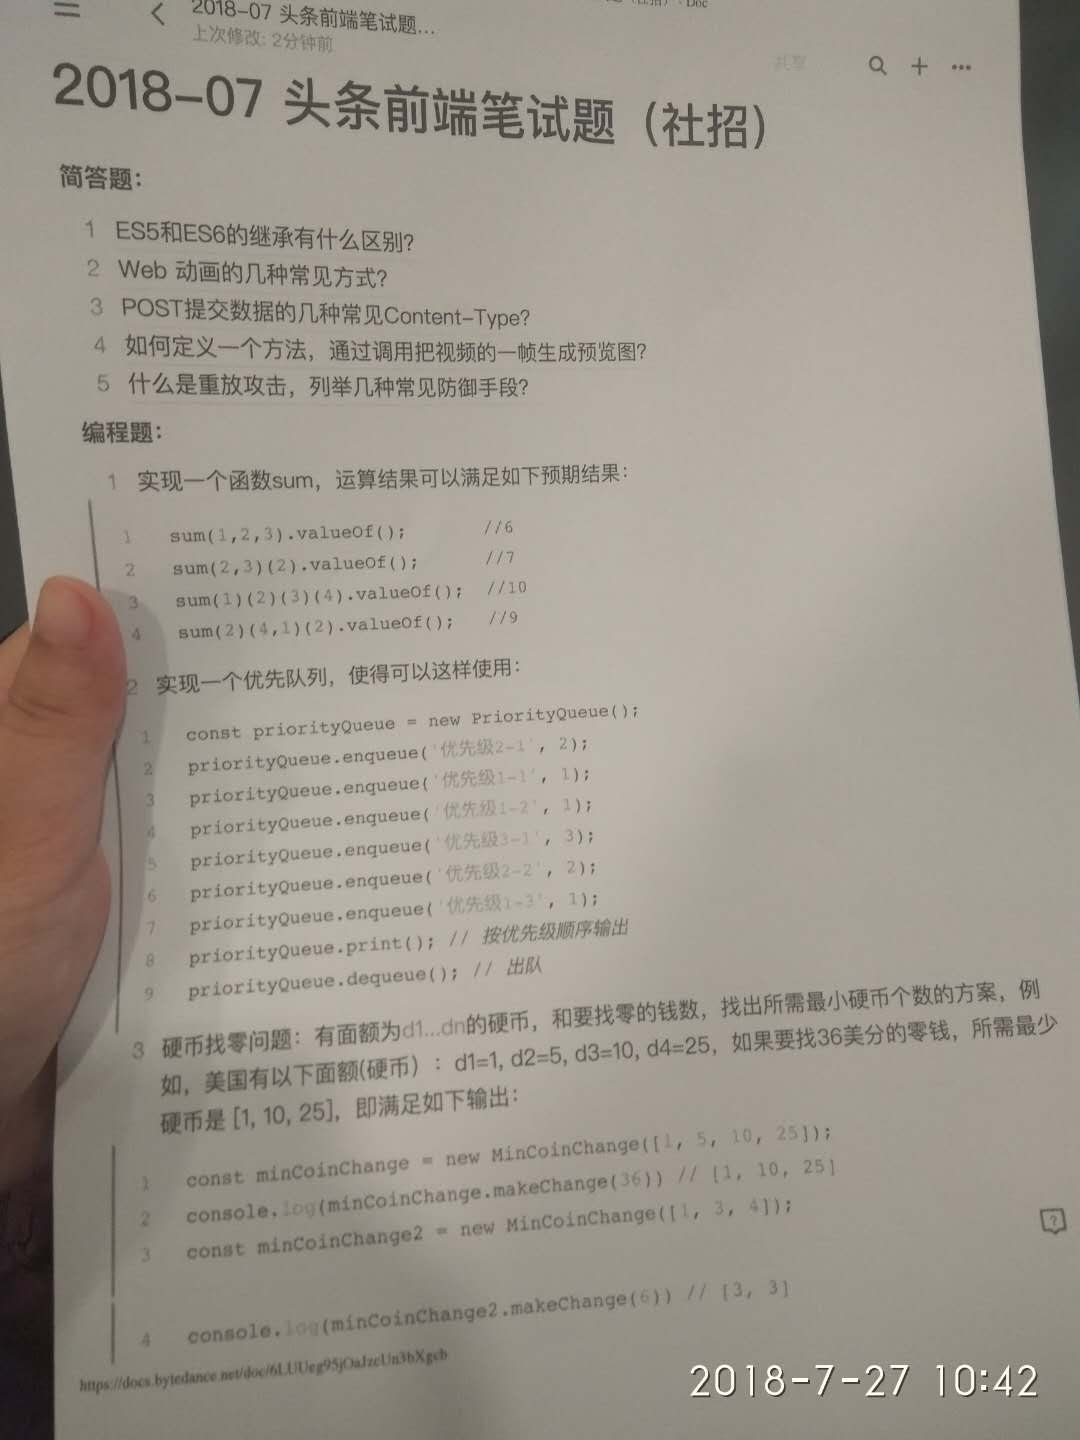 2018-07 头条前端笔试题...
上次修改: 2分钟前
共享
2018-07 头条前端笔试题（社招）
简答题：
1 ES5和ES6的继承有什么区别？
2 Web 动画的几种常见方式？
3 POST提交数据的几种常见Content-Type？
4 如何定义一个方法，通过调用把视频的一帧生成预览图？
5 什么是重放攻击，列举几种常见防御手段？
编程题：
1 实现一个函数sum，运算结果可以满足如下预期结果：
1 sum(1,2,3).valueOf(); //6
2 sum(2,3)(2).valueOf(); //7
3 sum(1)(2)(3)(4).valueOf(); //10
4 sum(2)(4,1)(2).valueOf(); //9
2 实现一个优先队列，使得可以这样使用：
1 const priorityQueue = new PriorityQueue();
2 priorityQueue.enqueue('优先级2-1', 2);
3 priorityQueue.enqueue('优先级1-1', 1);
4 priorityQueue.enqueue('优先级1-2', 1);
5 priorityQueue.enqueue('优先级3-1', 3);
6 priorityQueue.enqueue('优先级2-2', 2);
7 priorityQueue.enqueue('优先级1-3', 1);
8 priorityQueue.print(); // 按优先级顺序输出
9 priorityQueue.dequeue(); // 出队
3 硬币找零问题：有面额为d1...dn的硬币，和要找零的钱数，找出所需最小硬币个数的方案，例
如，美国有以下面额(硬币）：d1=1, d2=5, d3=10, d4=25，如果要找36美分的零钱，所需最少
硬币是 [1, 10, 25]，即满足如下输出：
1 const minCoinChange = new MinCoinChange([1, 5, 10, 25]);
2 console.log(minCoinChange.makeChange(36)) // [1, 10, 25]
3 const minCoinChange2 = new MinCoinChange([1, 3, 4]);
4 console.log(minCoinChange2.makeChange(6)) // [3, 3]
https://docs.bytedance.net/doc/6LUUeg95jOaJzcUn3bXgcb
2018-7-27 10:42